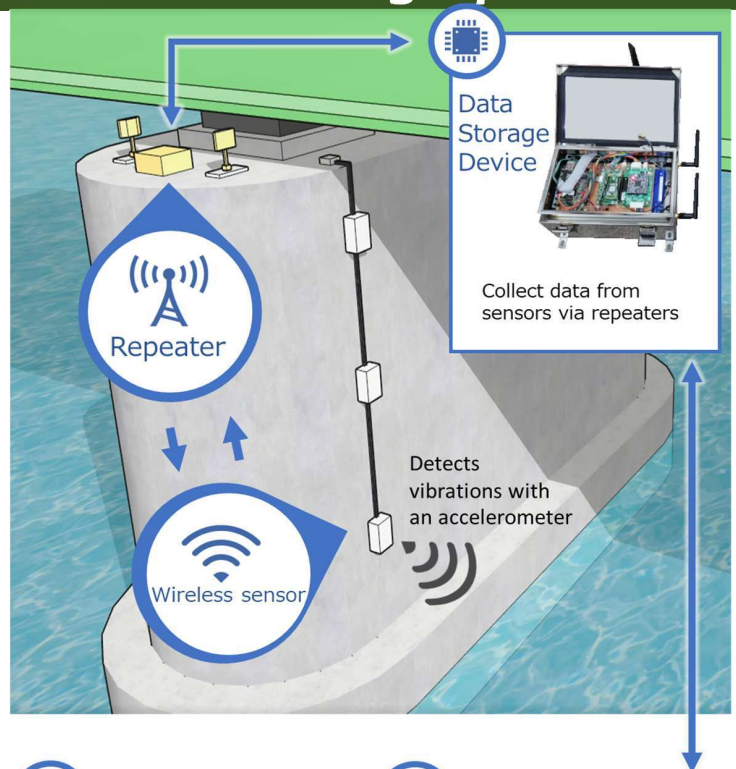 Data
Storage
Device
Collect data from
sensors via repeaters
Repeater
Detects
vibrations with
an accelerometer
Wireless sensor